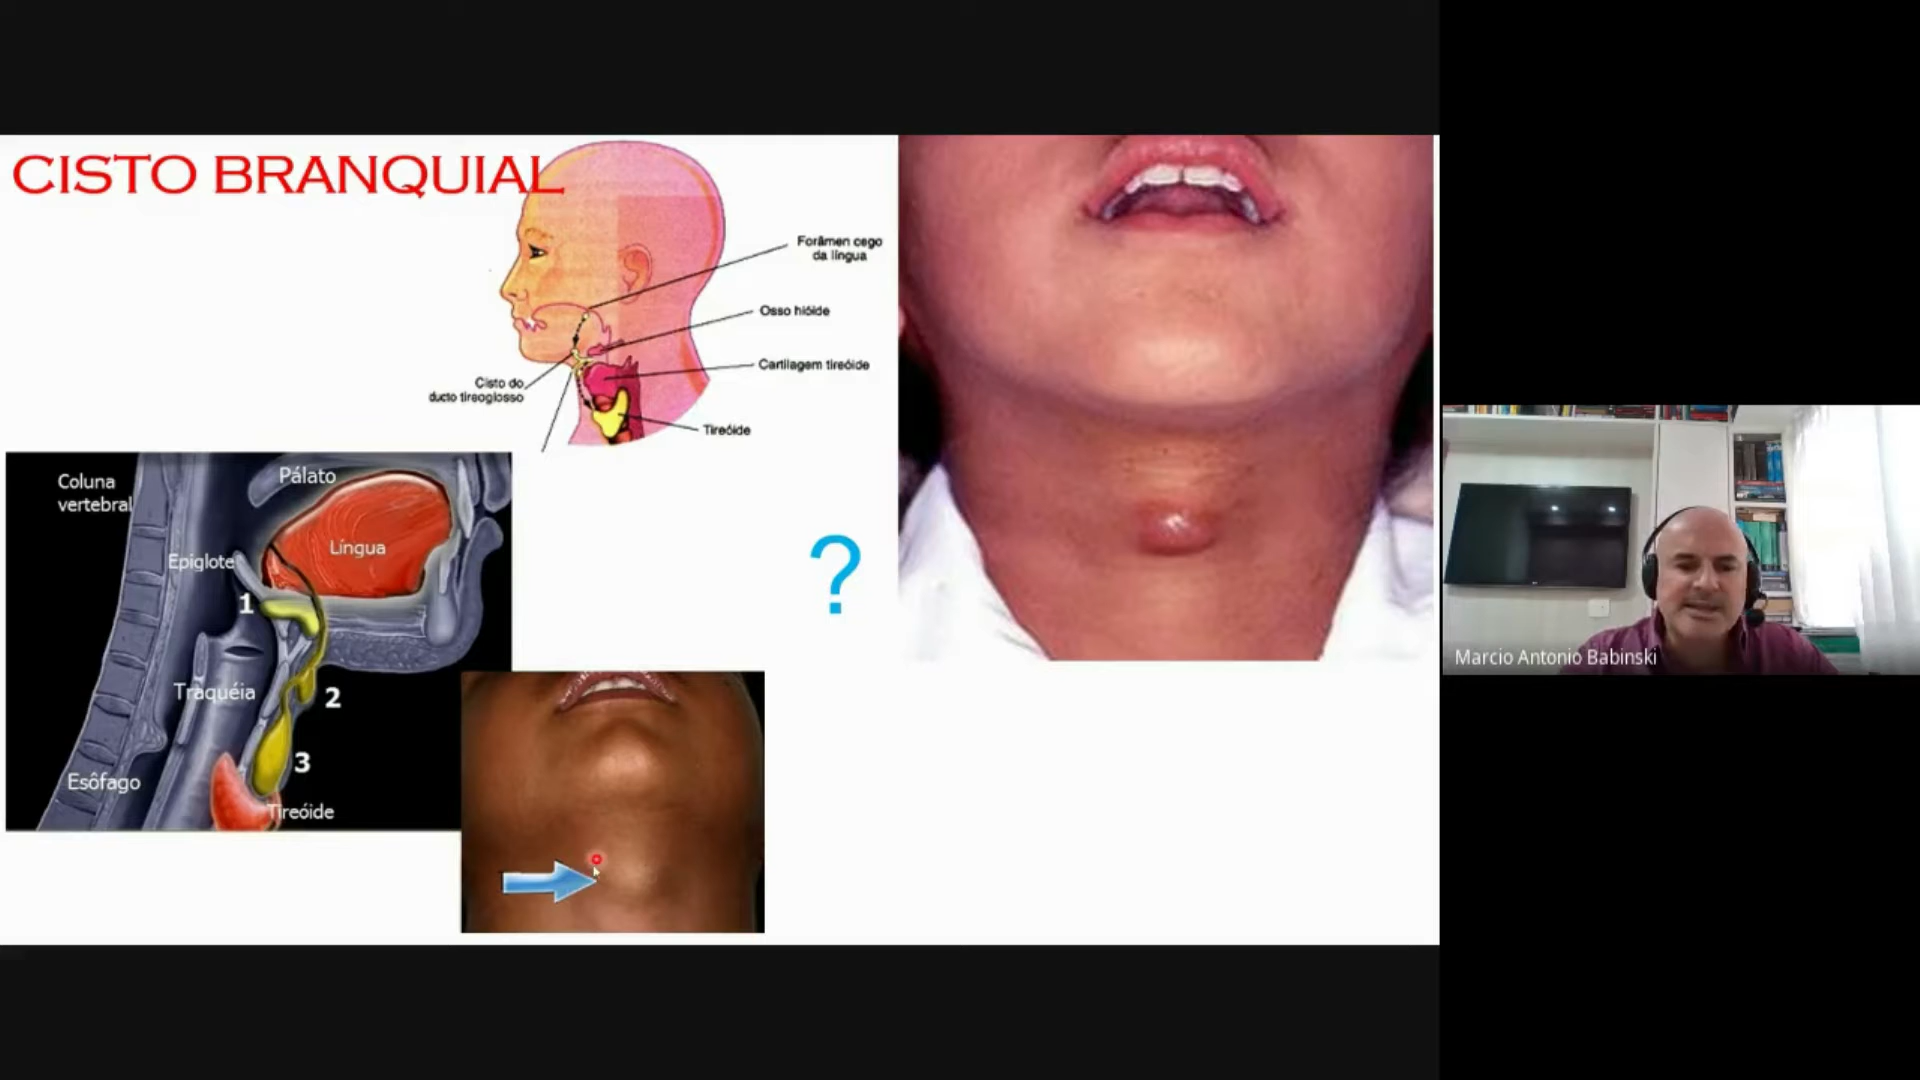 CISTO BRANQUIAL
Forâmen cego
da língua
Osso hióide
Cartilagem tireóide
Cisto do
ducto tireoglosso
Tireóide
Coluna
vertebral
Pálato
Língua
Epiglote
1
Traquéia
2
3
Esôfago
Tireóide
?
Marcio Antonio Babinski